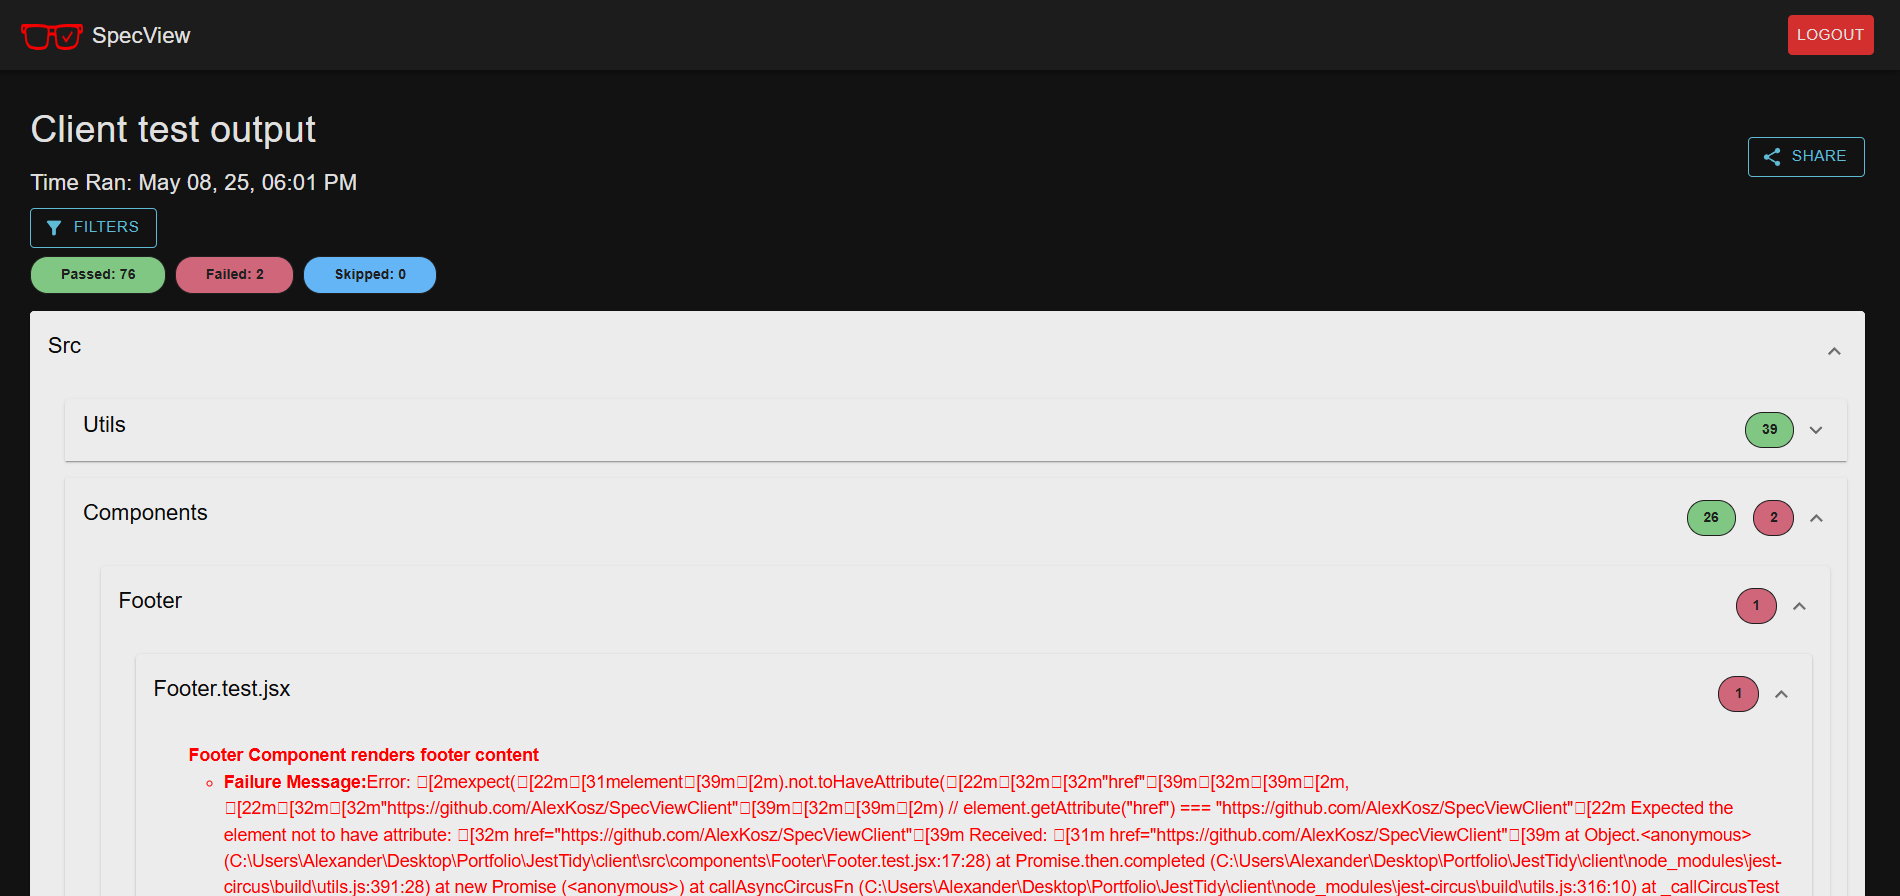 SpecView
LOGOUT
Client test output
SHARE
Time Ran: May 08, 25, 06:01 PM
FILTERS
Passed: 76
Failed: 2
Skipped: 0
Src
Utils
39
Components
26
2
Footer
1
Footer.test.jsx
1
Footer Component renders footer content
Failure Message:Error: □[2mexpect(□[22m□[31melement□[39m□[2m).not.toHaveAttribute(□[22m□[32m□[32m"href"□[39m□[32m□[39m□[2m,
□[22m□[32m□[32m"https://github.com/AlexKosz/SpecViewClient"□[39m□[32m□[39m□[2m) // element.getAttribute("href") === "https://github.com/AlexKosz/SpecViewClient"□[22m Expected the
element not to have attribute: □[32m href="https://github.com/AlexKosz/SpecViewClient"□[39m Received: □[31m href="https://github.com/AlexKosz/SpecViewClient"□[39m at Object.<anonymous>
(C:\Users\Alexander\Desktop\Portfolio\JestTidy\client\src\components\Footer\Footer.test.jsx:17:28) at Promise.then.completed (C:\Users\Alexander\Desktop\Portfolio\JestTidy\client\node_modules\jest-
circus\build\utils.js:391:28) at new Promise (<anonymous>) at callAsyncCircusFn (C:\Users\Alexander\Desktop\Portfolio\JestTidy\client\node_modules\jest-circus\build\utils.js:316:10) at _callCircusTest